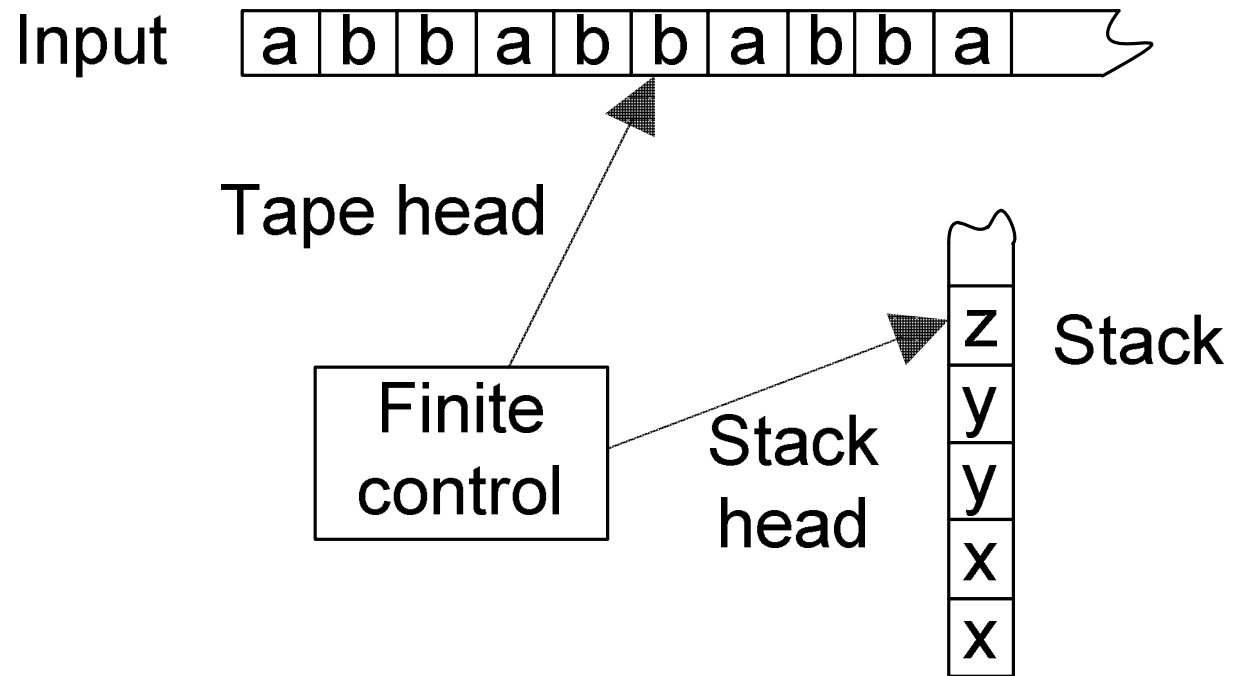 Input a b b a b b a b b a
Tape head
z
Stack
Finite
control
Stack
head
y
y
x
x